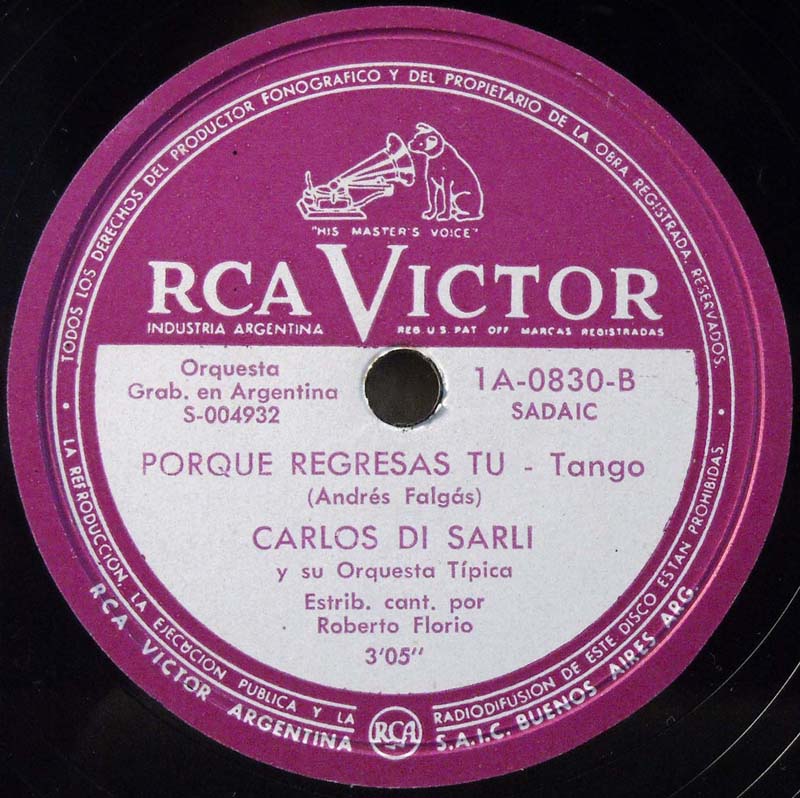 TODOS LOS DERECHOS DEL PRODUCTOR FONOGRAFICO Y DEL PROPIETARIO DE LA OBRA REGISTRADA, RESERVADOS.
"HIS MASTER'S VOICE"
RCA VICTOR
INDUSTRIA ARGENTINA REG. U.S. PAT OFF MARCAS REGISTRADAS
Orquesta
Grab. en Argentina
S-004932
1A-0830-B
SADAIC
PORQUE REGRESAS TU - Tango
(Andrés Falgás)
CARLOS DI SARLI
y su Orquesta Típica
Estrib. cant. por
Roberto Florio
3'05"
• LA REPRODUCCION, LA EJECUCION PUBLICA Y LA RADIODIFUSION DE ESTE DISCO ESTAN PROHIBIDAS. •
RCA VICTOR ARGENTINA RCA S.A.I.C. BUENOS AIRES ARG.